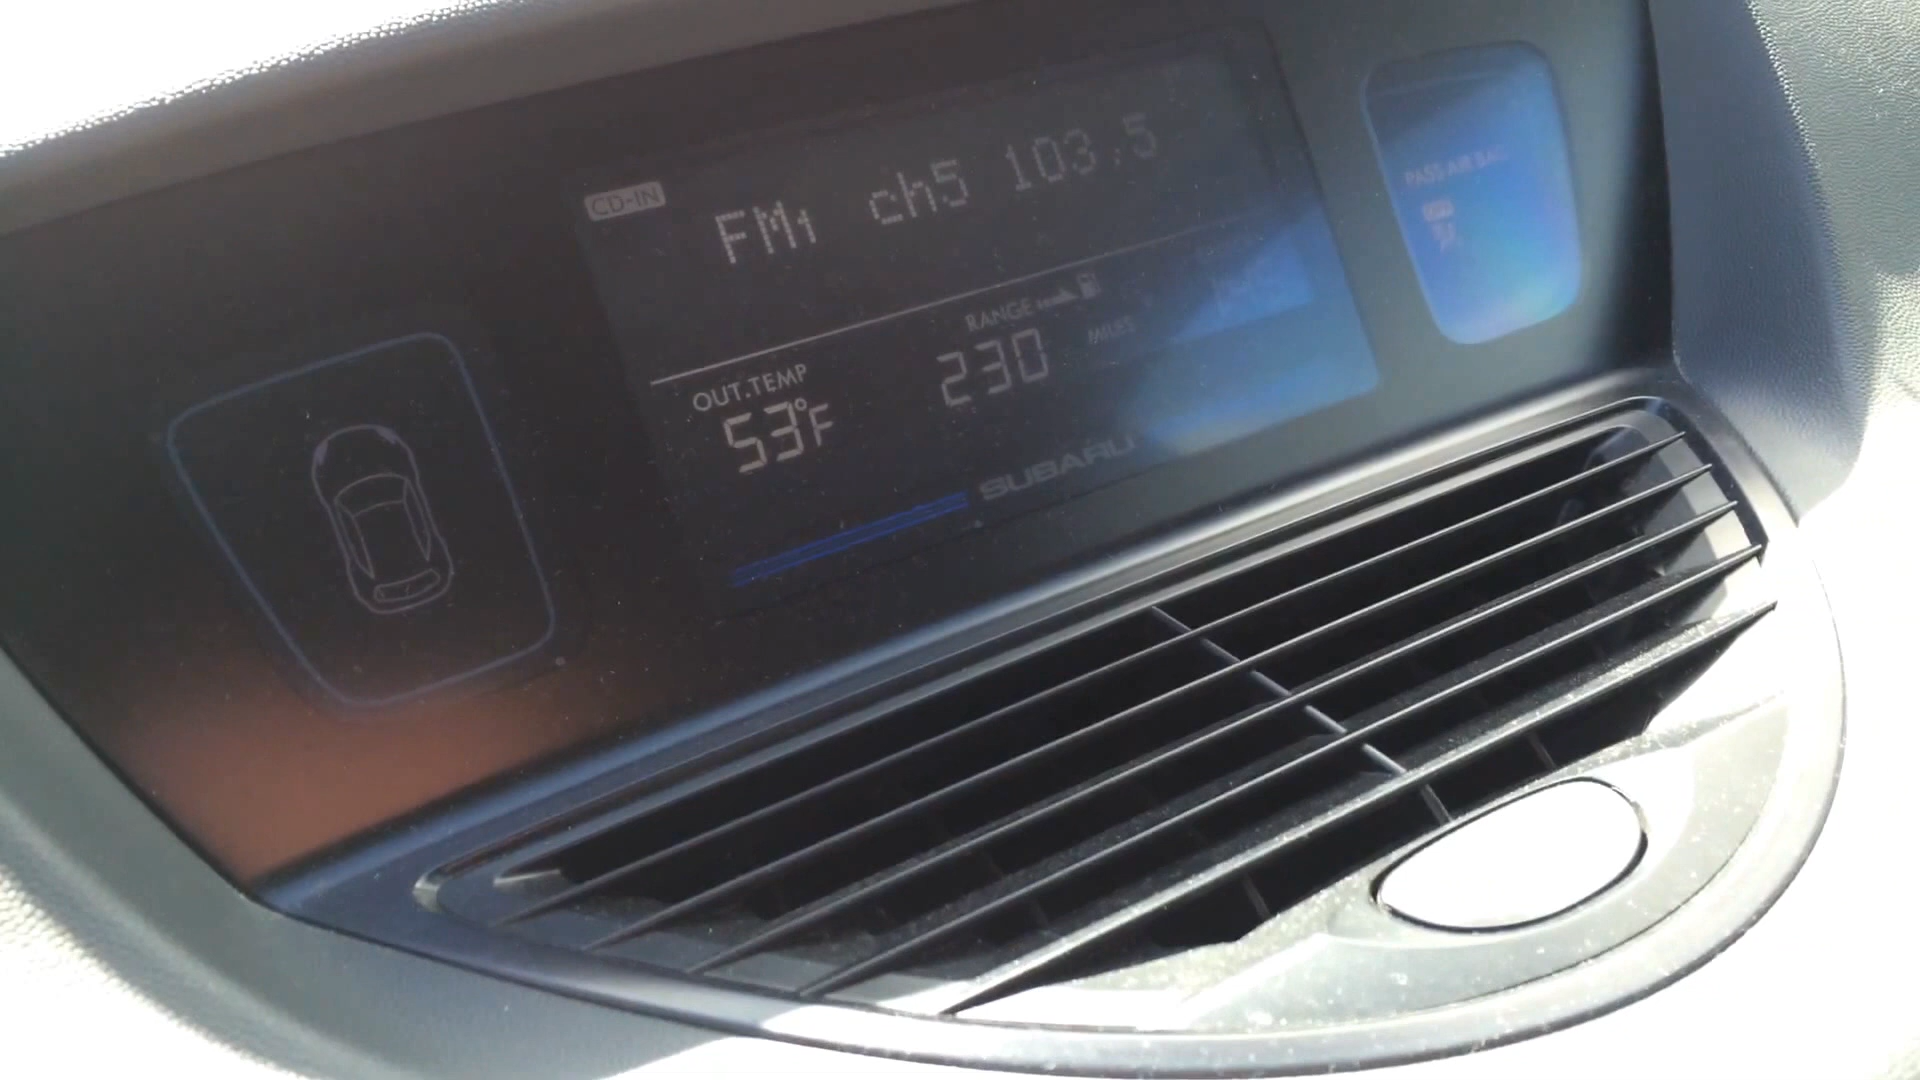 CD-IN
FM1 ch5 103.5
RANGE
OUT.TEMP
53°F 230 MILES
SUBARU
PASS AIR BAG